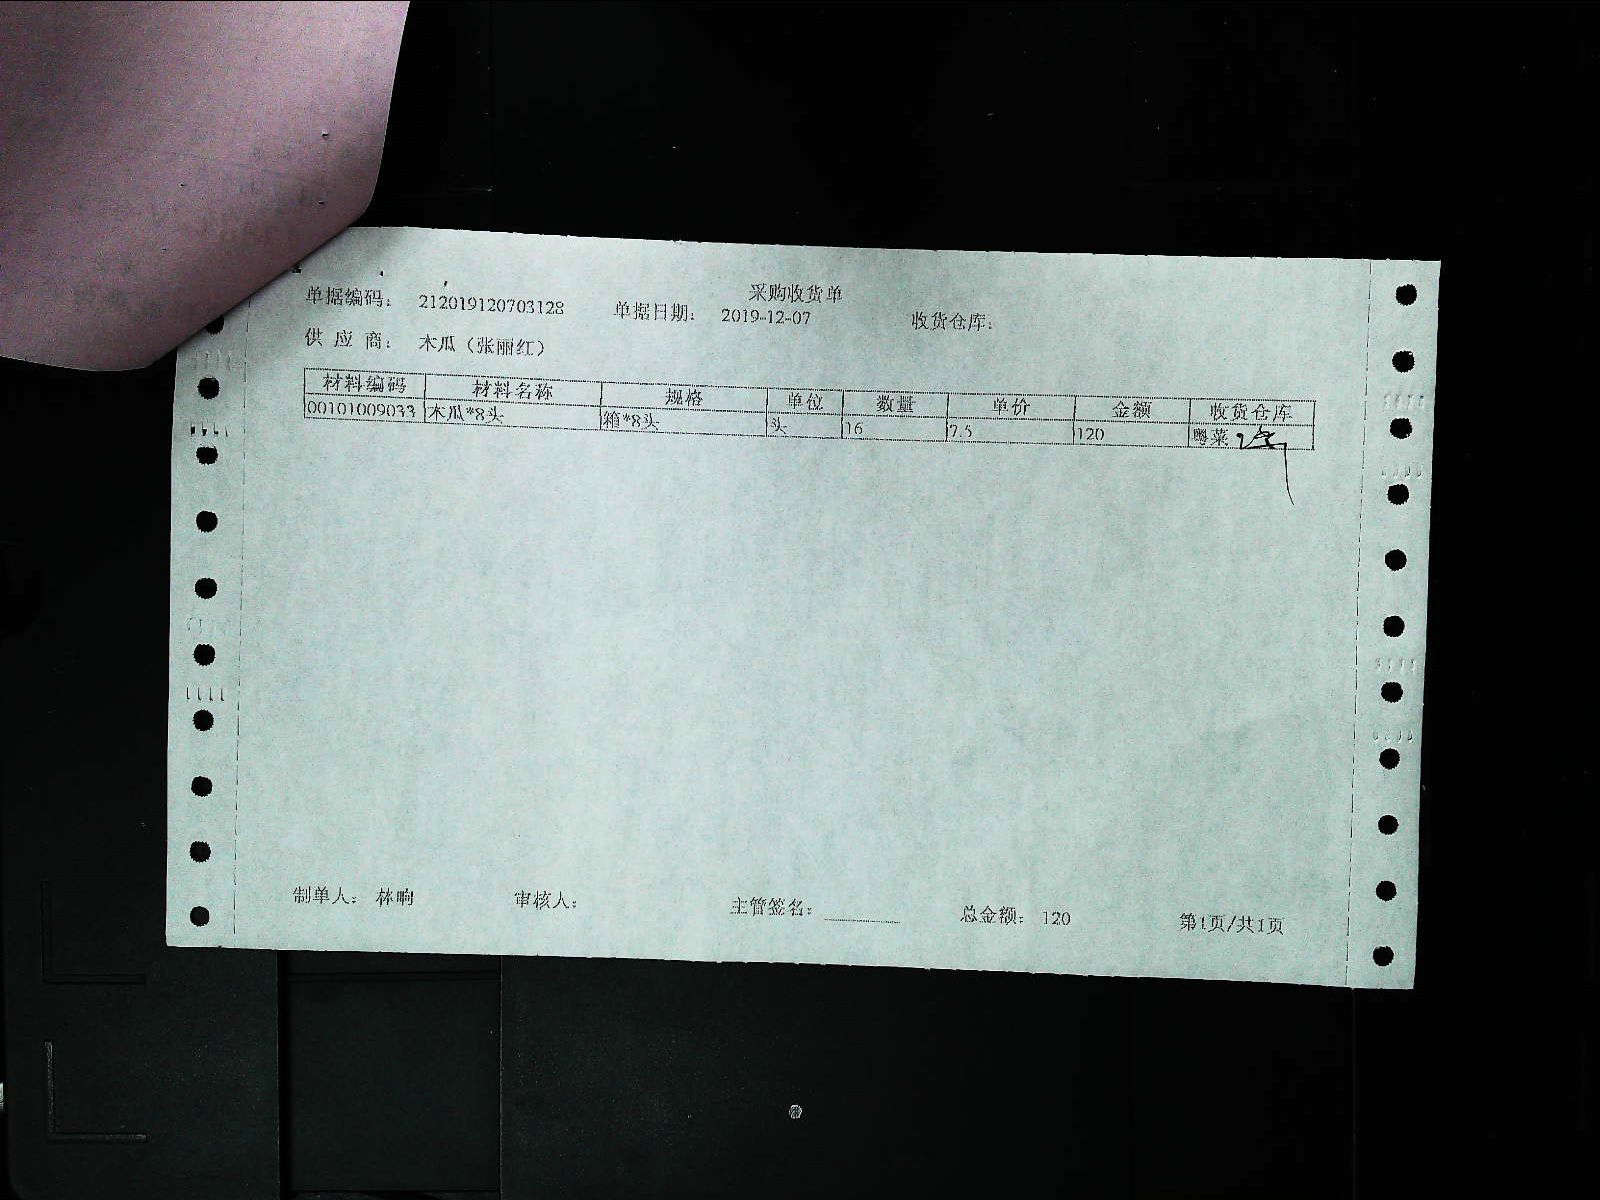 采购收货单
单据编码： 212019120703128 单据日期： 2019-12-07 收货仓库：
供 应 商： 木瓜（张丽红）
材料编码 材料名称 规格 单位 数量 单价 金额 收货仓库
00101009033 木瓜*8头 箱*8头 头 16 7.5 120 粤菜
制单人： 林晌 审核人： 主管签名： 总金额： 120 第1页/共1页